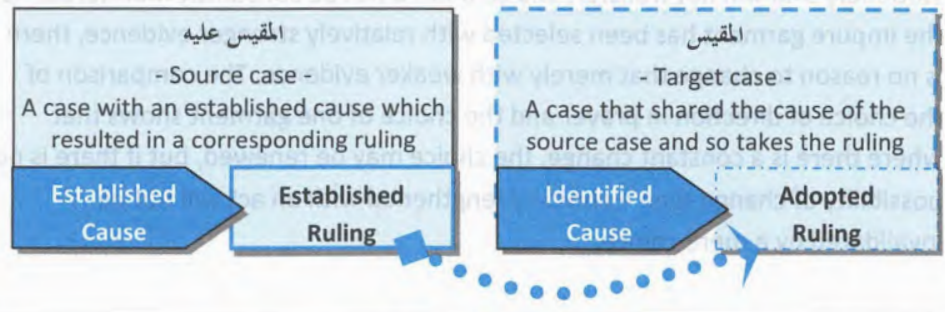 المقيس عليه
- Source case -
A case with an established cause which
resulted in a corresponding ruling
Established
Cause
Established
Ruling
المقيس
- Target case -
A case that shared the cause of the
source case and so takes the ruling
Identified
Cause
Adopted
Ruling